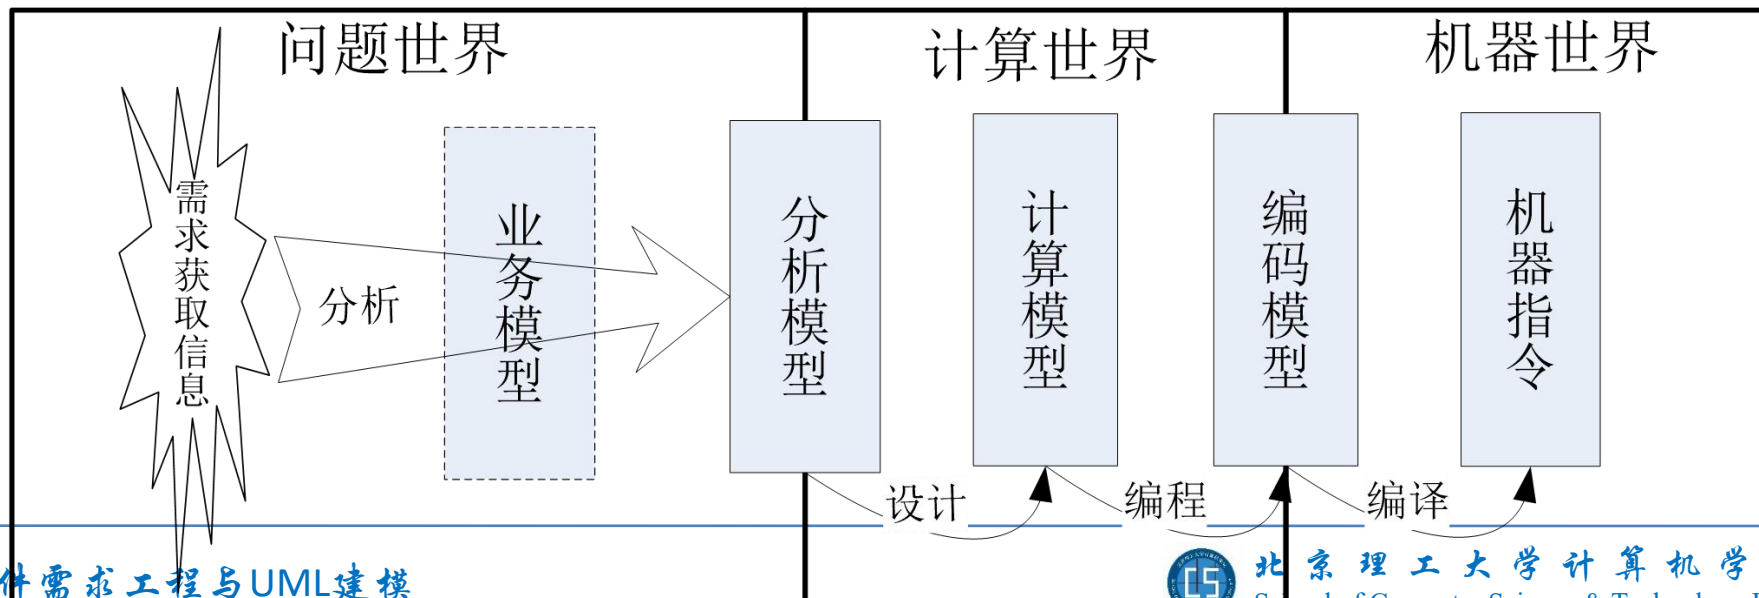 问题世界
计算世界
机器世界
需求获取信息
分析
业务模型
分析模型
计算模型
编码模型
机器指令
设计
编程
编译
件需求工程与UML建模
北京理工大学计算机学
CS